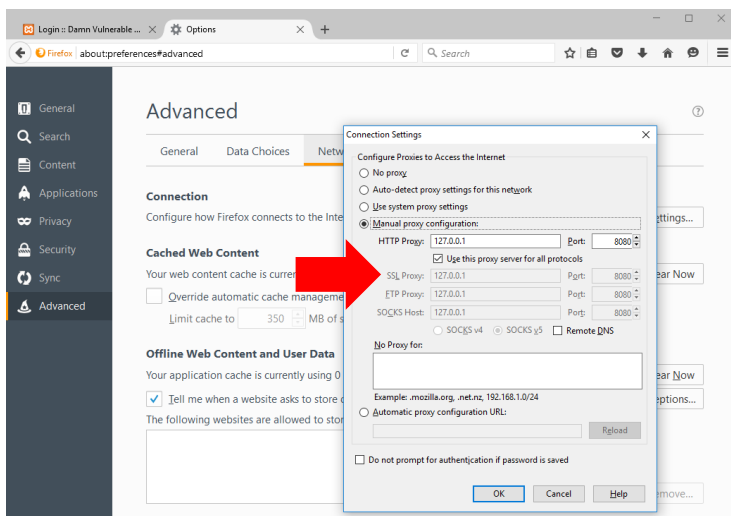 Login :: Damn Vulnerable ...
Options
Firefox about:preferences#advanced
Search
General
Search
Content
Applications
Privacy
Security
Sync
Advanced
Advanced
General Data Choices Netw
Connection
Configure how Firefox connects to the Inte
ettings...
Cached Web Content
Your web content cache is curren
ear Now
Override automatic cache manageme
Limit cache to 350 MB of s
Offline Web Content and User Data
Your application cache is currently using 0
ear Now
Tell me when a website asks to store
eptions...
The following websites are allowed to stor
move...
Connection Settings
Configure Proxies to Access the Internet
No proxy
Auto-detect proxy settings for this network
Use system proxy settings
Manual proxy configuration:
HTTP Proxy: 127.0.0.1 Port: 8080
Use this proxy server for all protocols
SSL Proxy: 127.0.0.1 Port: 8080
FTP Proxy: 127.0.0.1 Port: 8080
SOCKS Host: 127.0.0.1 Port: 8080
SOCKS v4 SOCKS v5 Remote DNS
No Proxy for:
Example: .mozilla.org, .net.nz, 192.168.1.0/24
Automatic proxy configuration URL:
Reload
Do not prompt for authentication if password is saved
OK Cancel Help